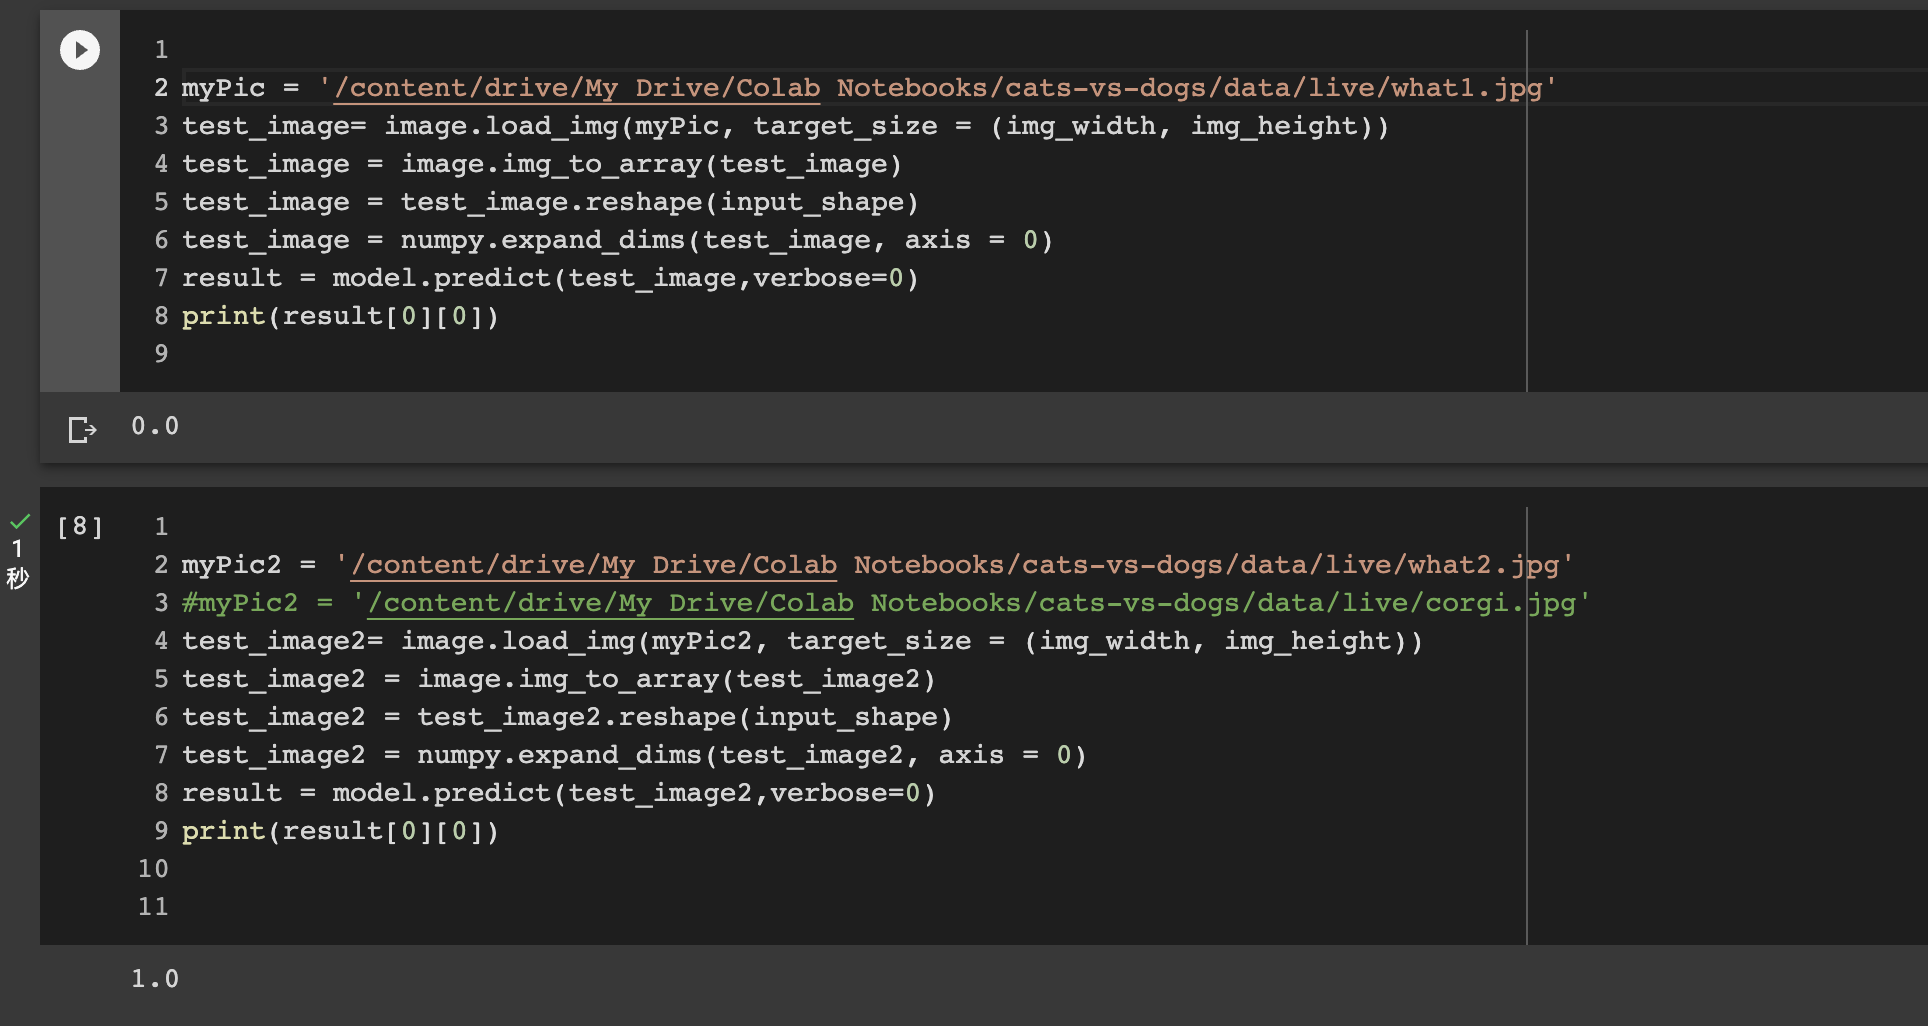 1
2 myPic = '/content/drive/My Drive/Colab Notebooks/cats-vs-dogs/data/live/what1.jpg'
3 test_image= image.load_img(myPic, target_size = (img_width, img_height))
4 test_image = image.img_to_array(test_image)
5 test_image = test_image.reshape(input_shape)
6 test_image = numpy.expand_dims(test_image, axis = 0)
7 result = model.predict(test_image,verbose=0)
8 print(result[0][0])
9
0.0
1
秒
[8]
1
2 myPic2 = '/content/drive/My Drive/Colab Notebooks/cats-vs-dogs/data/live/what2.jpg'
3 #myPic2 = '/content/drive/My Drive/Colab Notebooks/cats-vs-dogs/data/live/corgi.jpg'
4 test_image2= image.load_img(myPic2, target_size = (img_width, img_height))
5 test_image2 = image.img_to_array(test_image2)
6 test_image2 = test_image2.reshape(input_shape)
7 test_image2 = numpy.expand_dims(test_image2, axis = 0)
8 result = model.predict(test_image2,verbose=0)
9 print(result[0][0])
10
11
1.0